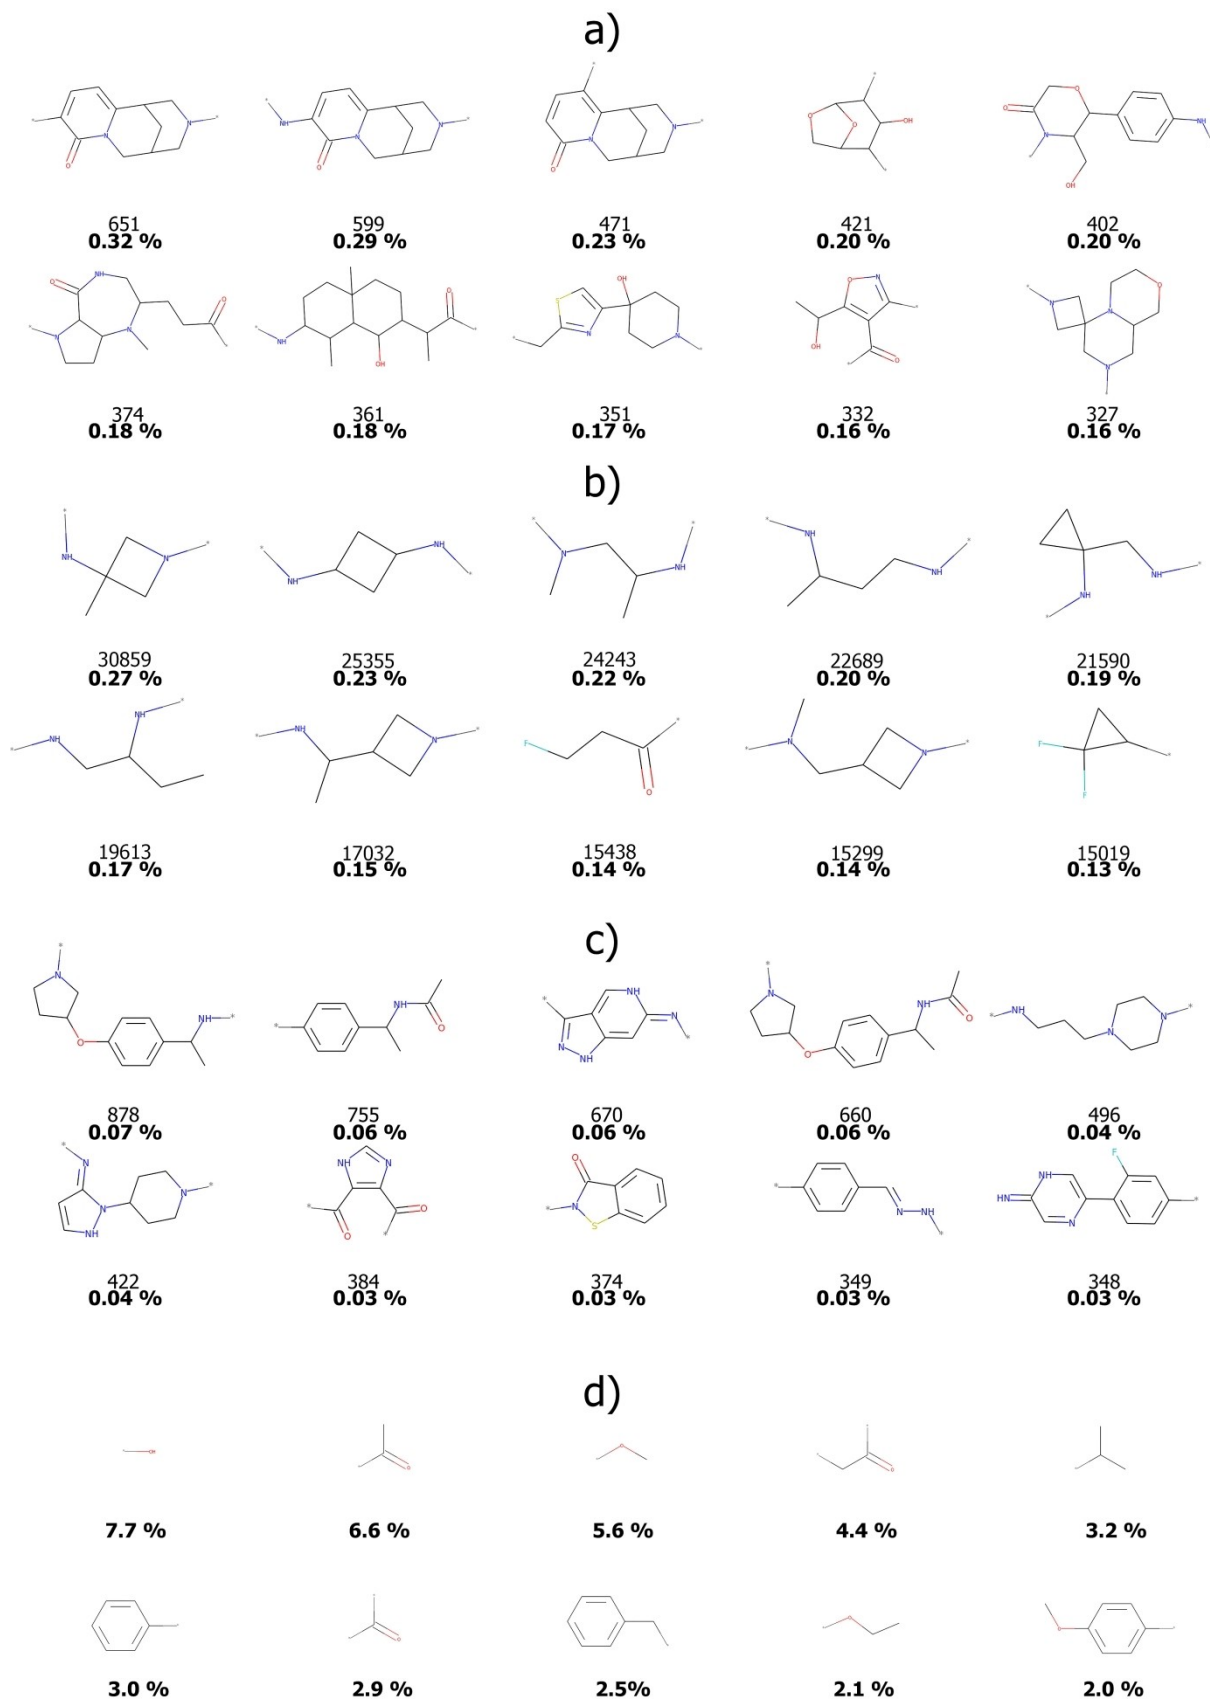 a)
651 599 471 421 402
0.32 % 0.29 % 0.23 % 0.20 % 0.20 %
374 361 351 332 327
0.18 % 0.18 % 0.17 % 0.16 % 0.16 %
b)
30859 25355 24243 22689 21590
0.27 % 0.23 % 0.22 % 0.20 % 0.19 %
19613 17032 15438 15299 15019
0.17 % 0.15 % 0.14 % 0.14 % 0.13 %
c)
878 755 670 660 496
0.07 % 0.06 % 0.06 % 0.06 % 0.04 %
422 384 374 349 348
0.04 % 0.03 % 0.03 % 0.03 % 0.03 %
d)
7.7 % 6.6 % 5.6 % 4.4 % 3.2 %
3.0 % 2.9 % 2.5% 2.1 % 2.0 %